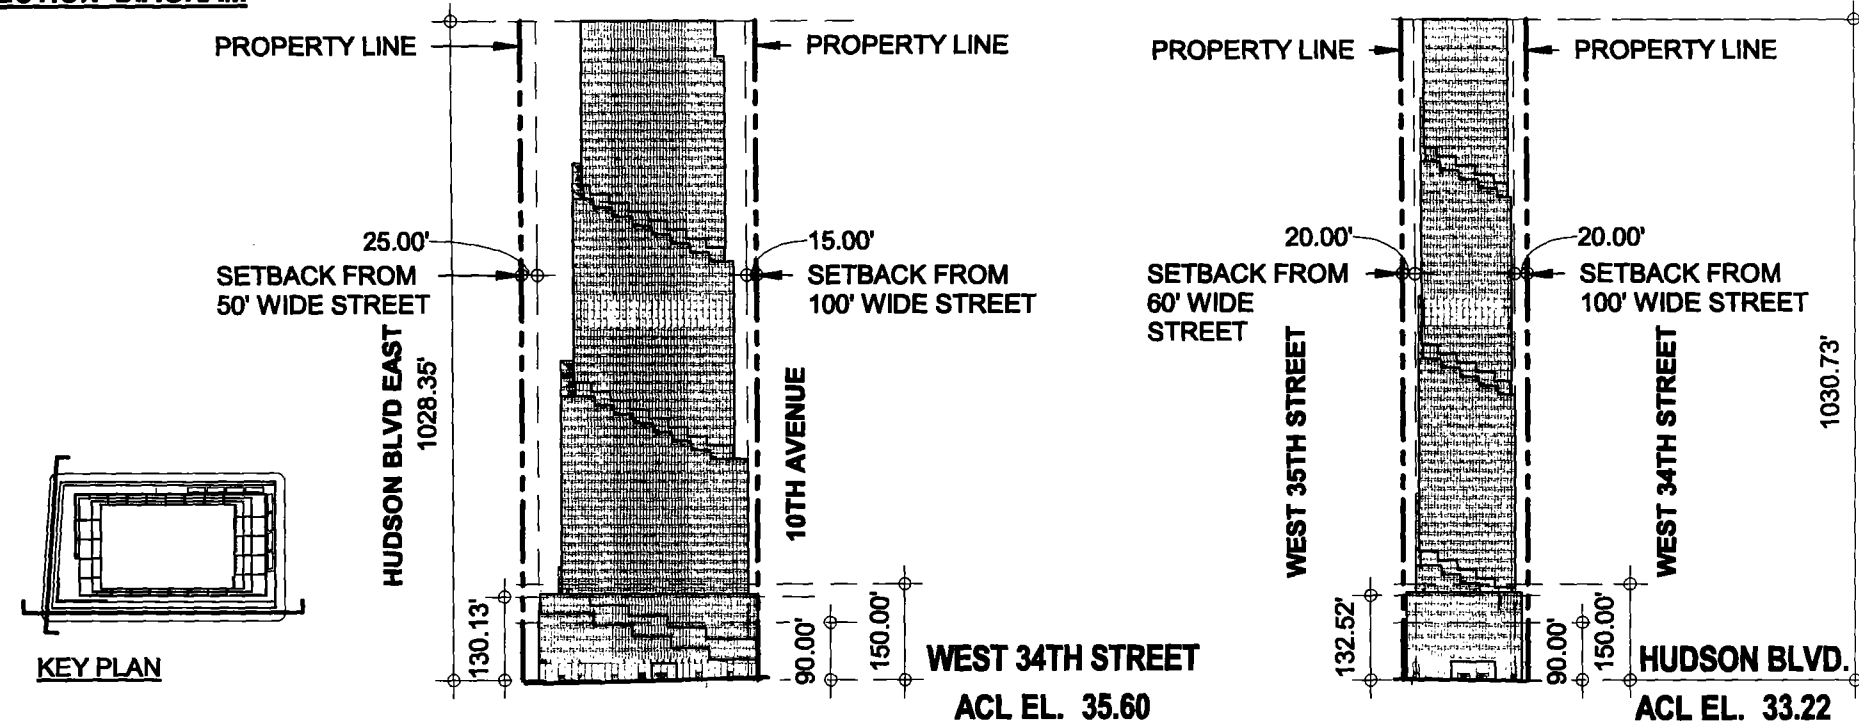 PROPERTY LINE
PROPERTY LINE
25.00'
15.00'
SETBACK FROM
50' WIDE STREET
SETBACK FROM
100' WIDE STREET
HUDSON BLVD EAST
1028.35'
10TH AVENUE
130.13'
90.00'
150.00'
WEST 34TH STREET
ACL EL. 35.60
KEY PLAN
PROPERTY LINE
PROPERTY LINE
20.00'
20.00'
SETBACK FROM
60' WIDE
STREET
SETBACK FROM
100' WIDE STREET
WEST 35TH STREET
WEST 34TH STREET
1030.73'
132.52'
90.00'
150.00'
HUDSON BLVD.
ACL EL. 33.22